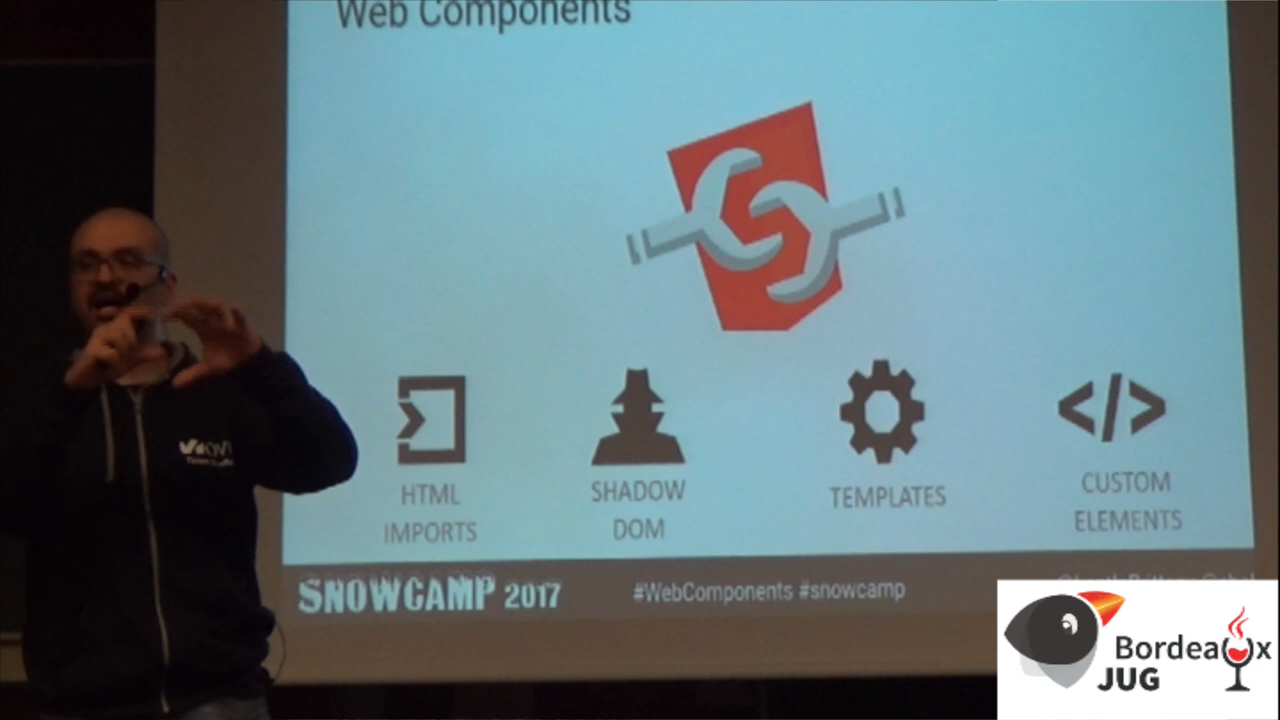 Web Components
HTML
IMPORTS
SHADOW
DOM
TEMPLATES
CUSTOM
ELEMENTS
SNOWCAMP 2017
#WebComponents #snowcamp
Bordeaux
JUG